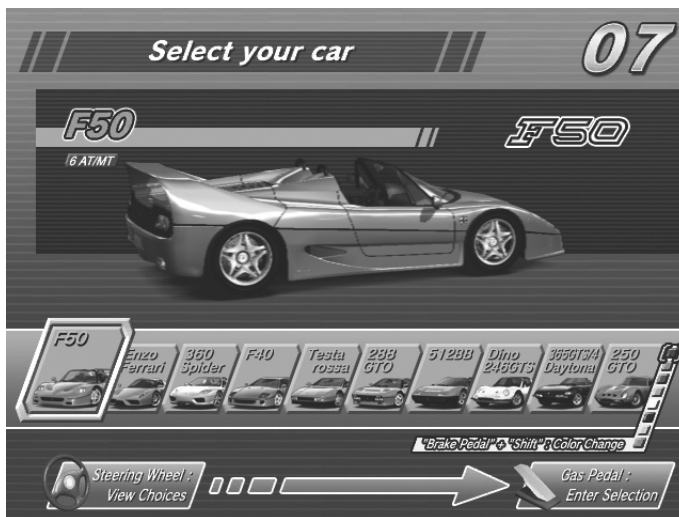 Select your car
07
F50
F50
6 AT/MT
F50
Enzo
Ferrari
360
Spider
F40
Testa
rossa
288
GTO
512BB
Dino
246GTS
365GTS/4
Daytona
250
GTO
"Brake Pedal" + "Shift" : Color Change
Steering Wheel :
View Choices
Gas Pedal :
Enter Selection